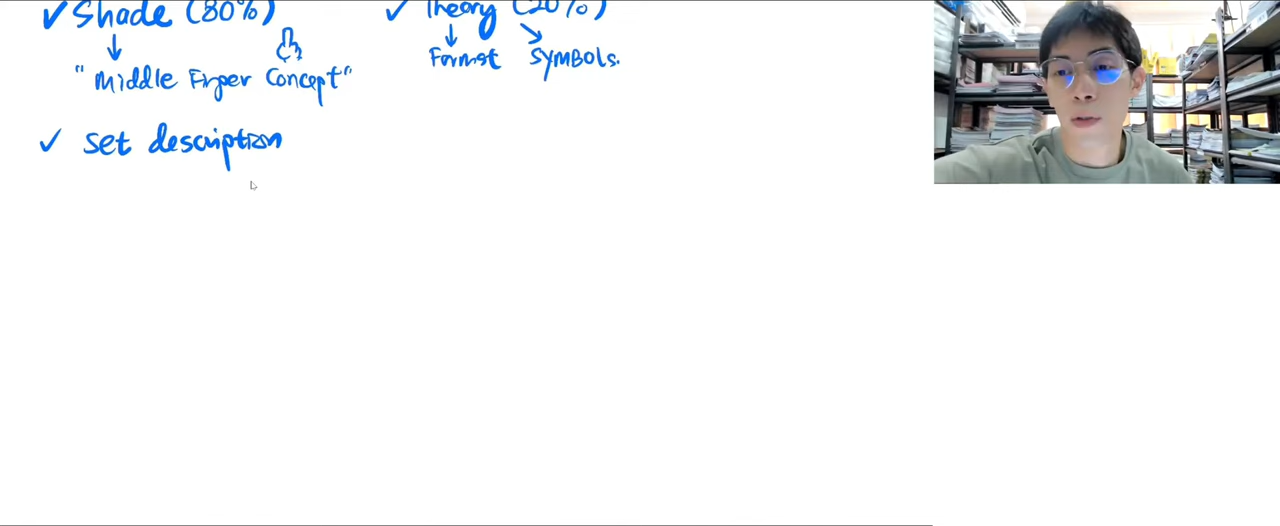 ✓ Shade (80%)
✓ Theory (20%)
"Middle Finger Concept"
Format
SYMBOLS.
✓ set description